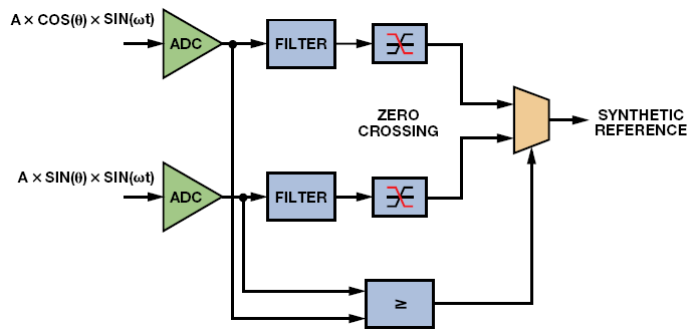 A × COS(θ) × SIN(ωt)
ADC
FILTER
ZERO
CROSSING
SYNTHETIC
REFERENCE
A × SIN(θ) × SIN(ωt)
ADC
FILTER
≥